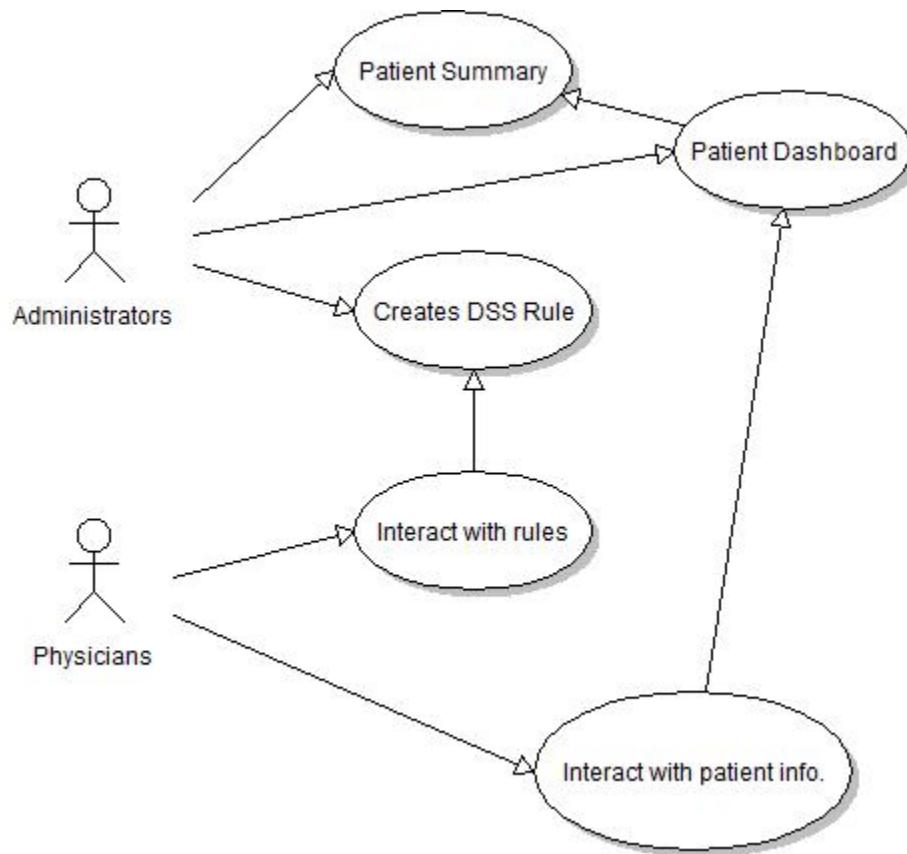 Patient Summary
Patient Dashboard
Administrators
Creates DSS Rule
Interact with rules
Physicians
Interact with patient info.